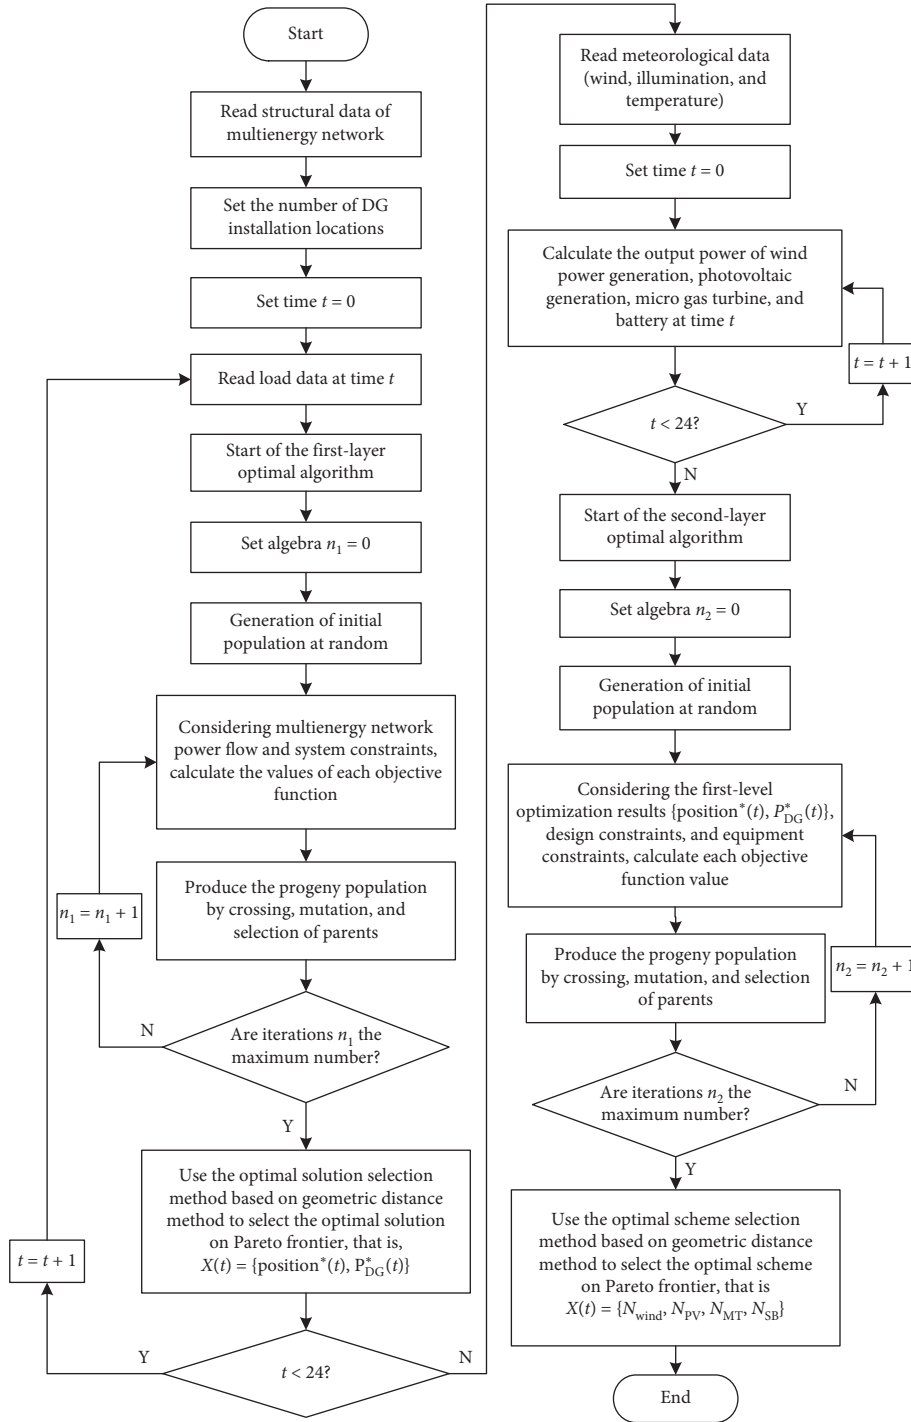 Start
Read structural data of
multienergy network
Set the number of DG
installation locations
Set time t = 0
Read load data at time t
Start of the first-layer
optimal algorithm
Set algebra n₁ = 0
Generation of initial
population at random
Considering multienergy network
power flow and system constraints,
calculate the values of each objective
function
n₁ = n₁ + 1
Produce the progeny population
by crossing, mutation, and
selection of parents
N
Are iterations n₁ the
maximum number?
Y
Use the optimal solution selection
method based on geometric distance
method to select the optimal solution
on Pareto frontier, that is,
X(t) = {position*(t), P*DG(t)}
t = t + 1
Y
t < 24?
N
Read meteorological data
(wind, illumination, and
temperature)
Set time t = 0
Calculate the output power of wind
power generation, photovoltaic
generation, micro gas turbine, and
battery at time t
t = t + 1
t < 24?
Y
N
Start of the second-layer
optimal algorithm
Set algebra n₂ = 0
Generation of initial
population at random
Considering the first-level
optimization results {position*(t), P*DG(t)},
design constraints, and equipment
constraints, calculate each objective
function value
Produce the progeny population
by crossing, mutation, and selection
of parents
n₂ = n₂ + 1
Are iterations n₂ the
maximum number?
N
Y
Use the optimal scheme selection
method based on geometric distance
method to select the optimal scheme
on Pareto frontier, that is
X(t) = {Nwind, NPV, NMT, NSB}
End